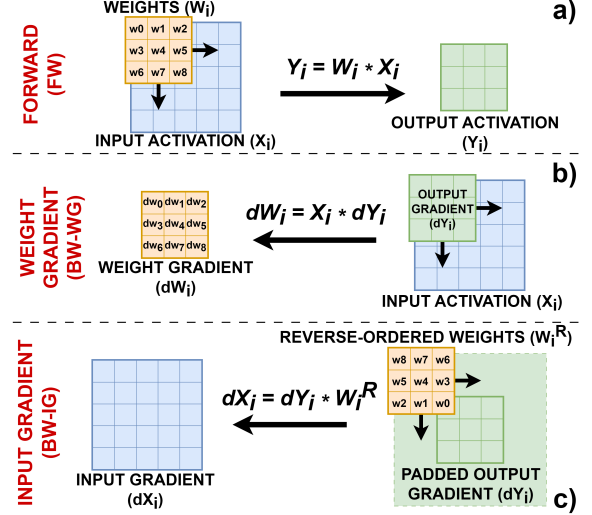 WEIGHTS (Wi)
a)
w0 w1 w2
w3 w4 w5
w6 w7 w8
FORWARD
(FW)
Yi = Wi * Xi
INPUT ACTIVATION (Xi)
OUTPUT ACTIVATION
(Yi)
b)
WEIGHT
GRADIENT
(BW-WG)
dw0 dw1 dw2
dw3 dw4 dw5
dw6 dw7 dw8
dWi = Xi * dYi
OUTPUT
GRADIENT
(dYi)
WEIGHT GRADIENT
(dWi)
INPUT ACTIVATION (Xi)
REVERSE-ORDERED WEIGHTS (WiR)
INPUT GRADIENT
(BW-IG)
w8 w7 w6
w5 w4 w3
w2 w1 w0
dXi = dYi * WiR
INPUT GRADIENT
(dXi)
PADDED OUTPUT
GRADIENT (dYi)
c)